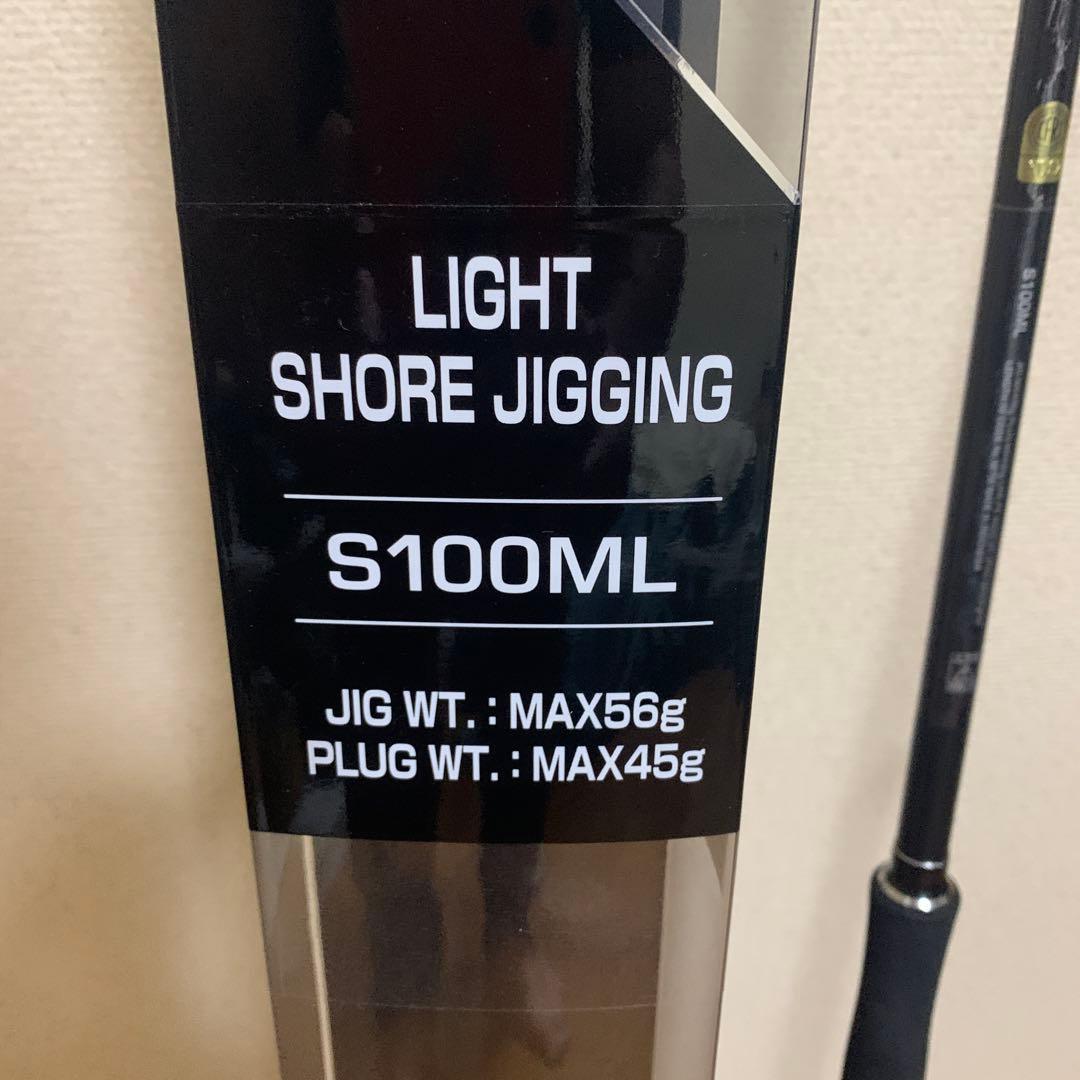 LIGHT
SHORE JIGGING
S100ML
JIG WT. : MAX56g
PLUG WT. : MAX45g
S100ML